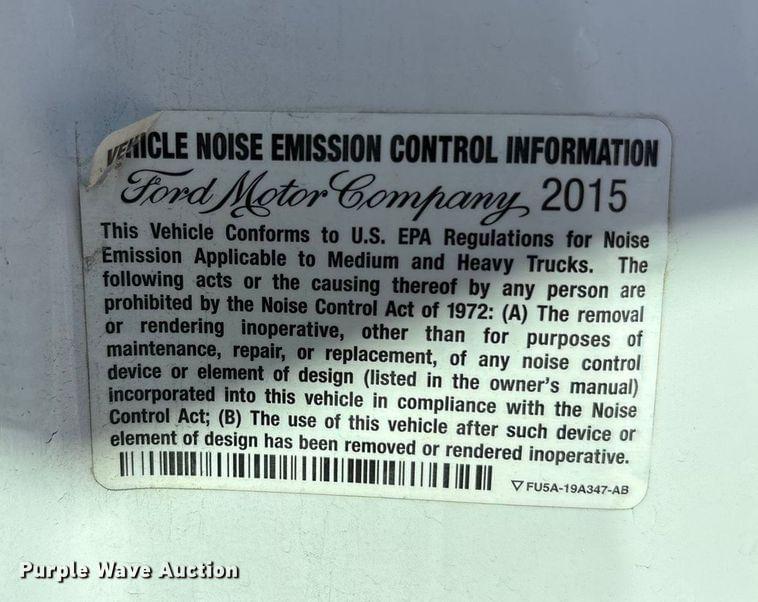 VEHICLE NOISE EMISSION CONTROL INFORMATION
Ford Motor Company 2015
This Vehicle Conforms to U.S. EPA Regulations for Noise
Emission Applicable to Medium and Heavy Trucks. The
following acts or the causing thereof by any person are
prohibited by the Noise Control Act of 1972: (A) The removal
or rendering inoperative, other than for purposes of
maintenance, repair, or replacement, of any noise control
device or element of design (listed in the owner's manual)
incorporated into this vehicle in compliance with the Noise
Control Act; (B) The use of this vehicle after such device or
element of design has been removed or rendered inoperative.
▽ FU5A-19A347-AB
Purple Wave Auction